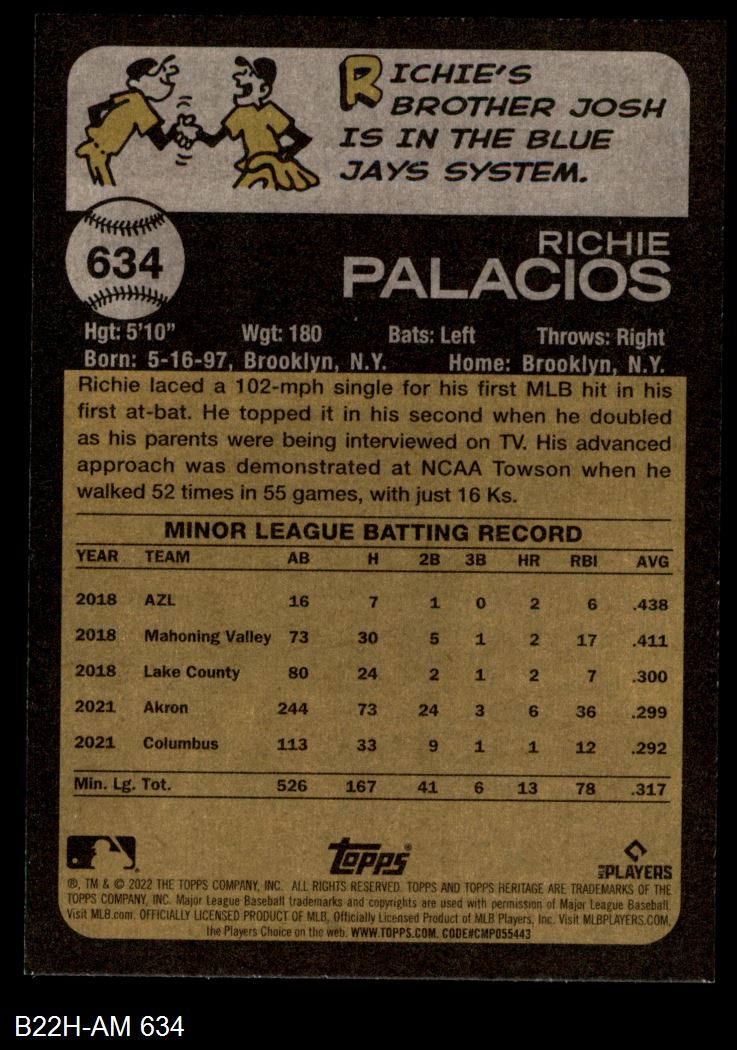 RICHIE'S
BROTHER JOSH
IS IN THE BLUE
JAYS SYSTEM.
634
RICHIE
PALACIOS
Hgt: 5'10" Wgt: 180 Bats: Left Throws: Right
Born: 5-16-97, Brooklyn, N.Y. Home: Brooklyn, N.Y.
Richie laced a 102-mph single for his first MLB hit in his
first at-bat. He topped it in his second when he doubled
as his parents were being interviewed on TV. His advanced
approach was demonstrated at NCAA Towson when he
walked 52 times in 55 games, with just 16 Ks.
MINOR LEAGUE BATTING RECORD
YEAR TEAM AB H 2B 3B HR RBI AVG
2018 AZL 16 7 1 0 2 6 .438
2018 Mahoning Valley 73 30 5 1 2 17 .411
2018 Lake County 80 24 2 1 2 7 .300
2021 Akron 244 73 24 3 6 36 .299
2021 Columbus 113 33 9 1 1 12 .292
Min. Lg. Tot. 526 167 41 6 13 78 .317
Topps®
MLB PLAYERS
®, TM & © 2022 THE TOPPS COMPANY, INC. ALL RIGHTS RESERVED. TOPPS AND TOPPS HERITAGE ARE TRADEMARKS OF THE
TOPPS COMPANY, INC. Major League Baseball trademarks and copyrights are used with permission of Major League Baseball.
Visit MLB.com. OFFICIALLY LICENSED PRODUCT OF MLB, Officially Licensed Product of MLB Players, Inc. Visit MLBPLAYERS.COM,
the Players Choice on the web. WWW.TOPPS.COM. CODE#CMP055443
B22H-AM 634